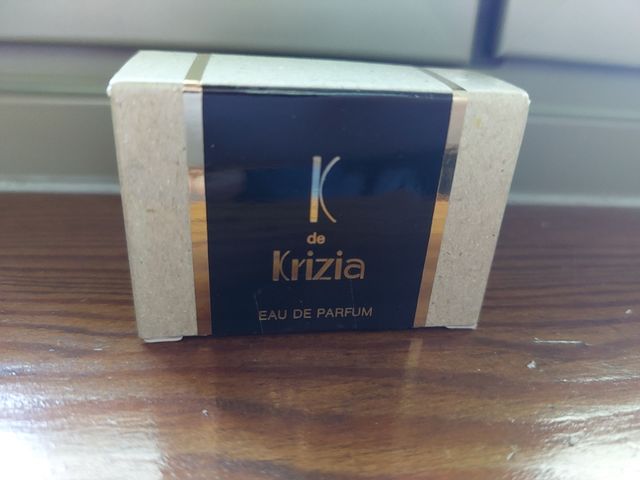 K
de
Krizia
EAU DE PARFUM